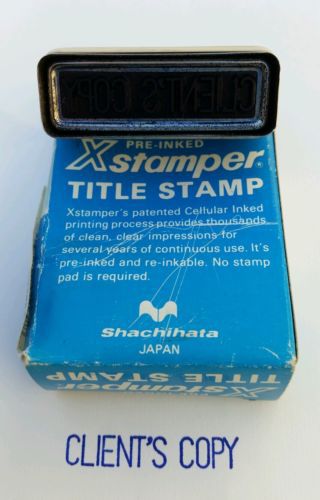 CLIENT'S COPY
PRE-INKED
Xstamper®
TITLE STAMP
Xstamper's patented Cellular Inked
printing process provides thousands
of clean, clear impressions for
several years of continuous use. It's
pre-inked and re-inkable. No stamp
pad is required.
Shachihata
JAPAN
Xstamper
TITLE STAMP
CLIENT'S COPY